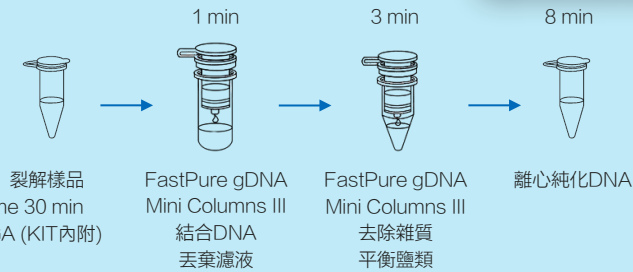 1 min
3 min
8 min
裂解樣品
30 min
(KIT內附)
FastPure gDNA
Mini Columns III
結合DNA
丟棄濾液
FastPure gDNA
Mini Columns III
去除雜質
平衡鹽類
離心純化DNA